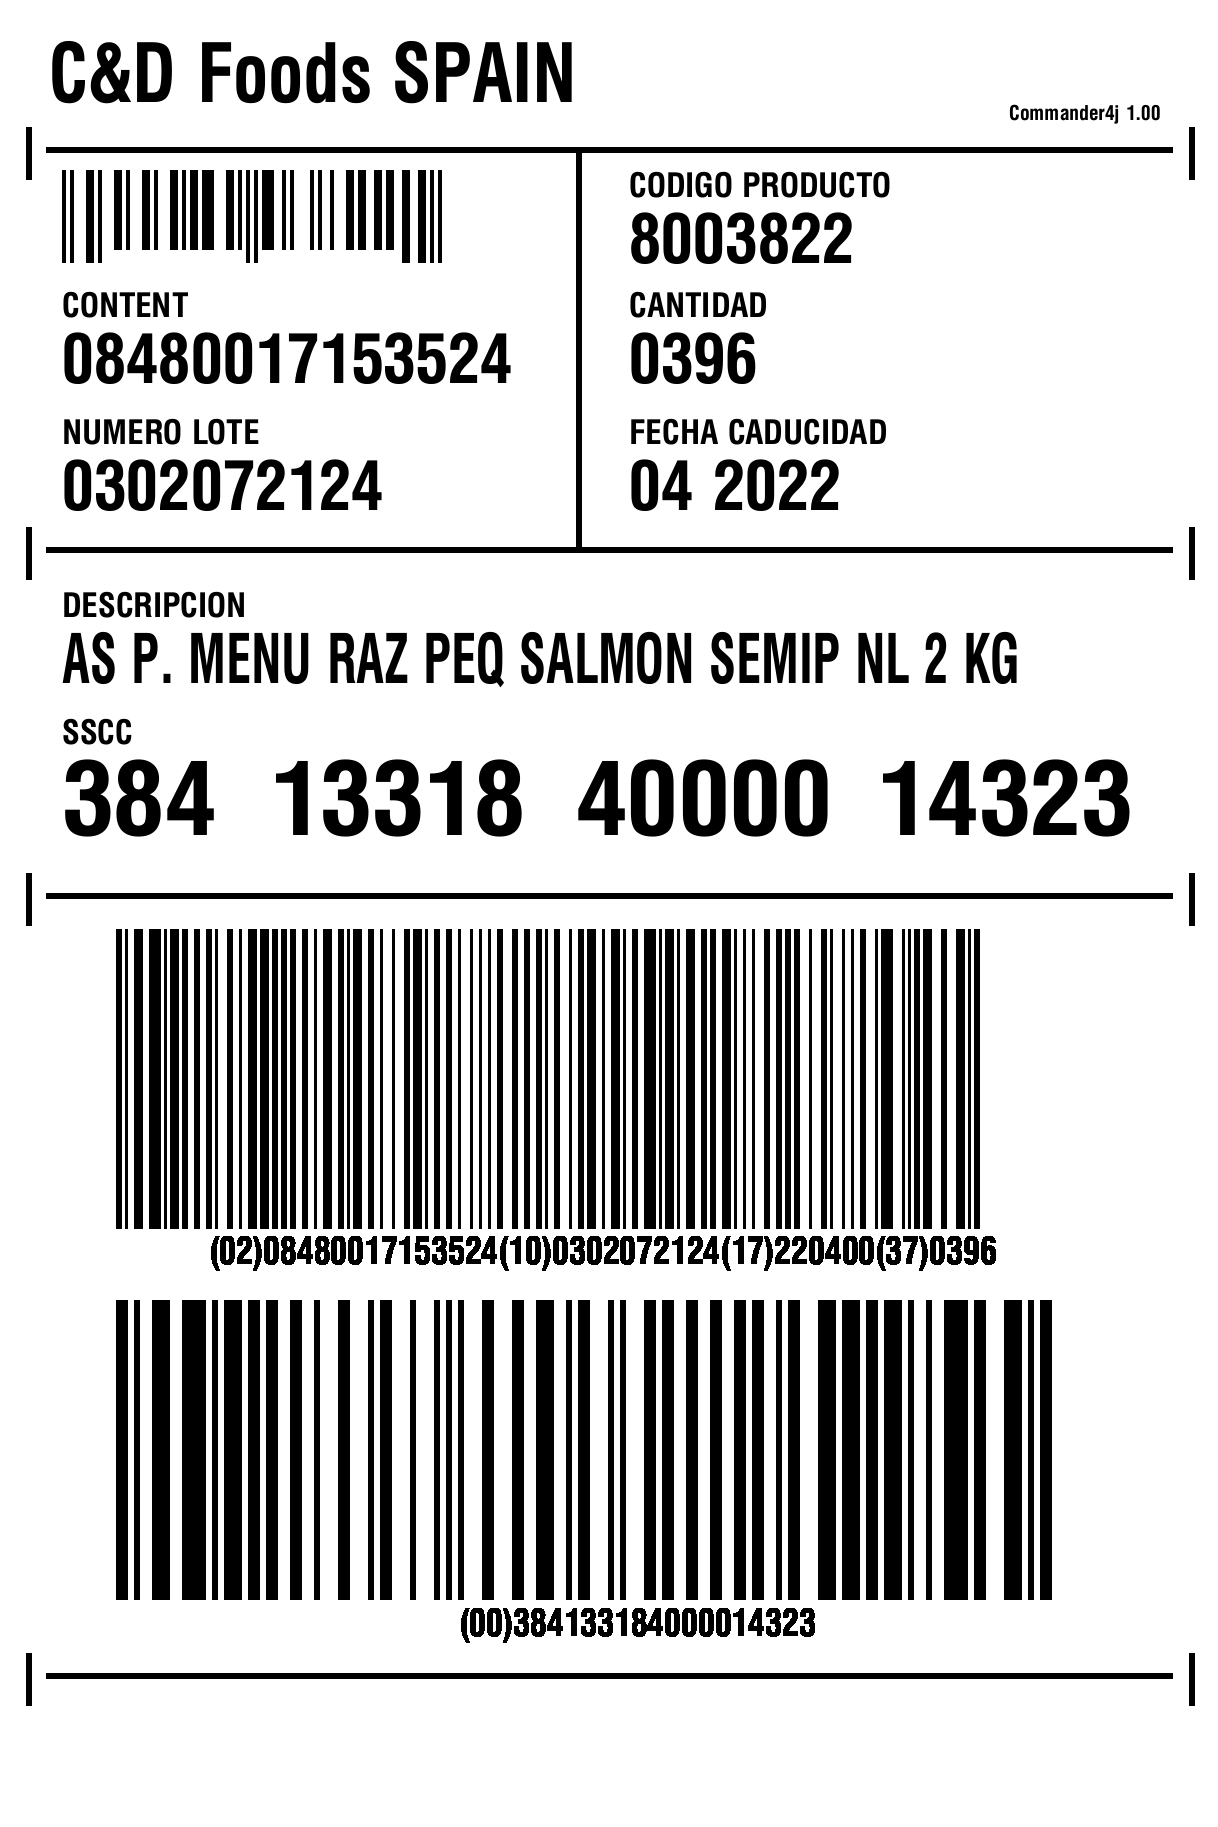 C&D Foods SPAIN
Commander4j 1.00
CONTENT
08480017153524
NUMERO LOTE
0302072124
CODIGO PRODUCTO
8003822
CANTIDAD
0396
FECHA CADUCIDAD
04 2022
DESCRIPCION
AS P. MENU RAZ PEQ SALMON SEMIP NL 2 KG
SSCC
384 13318 40000 14323
(02)08480017153524(10)0302072124(17)220400(37)0396
(00)384133184000014323